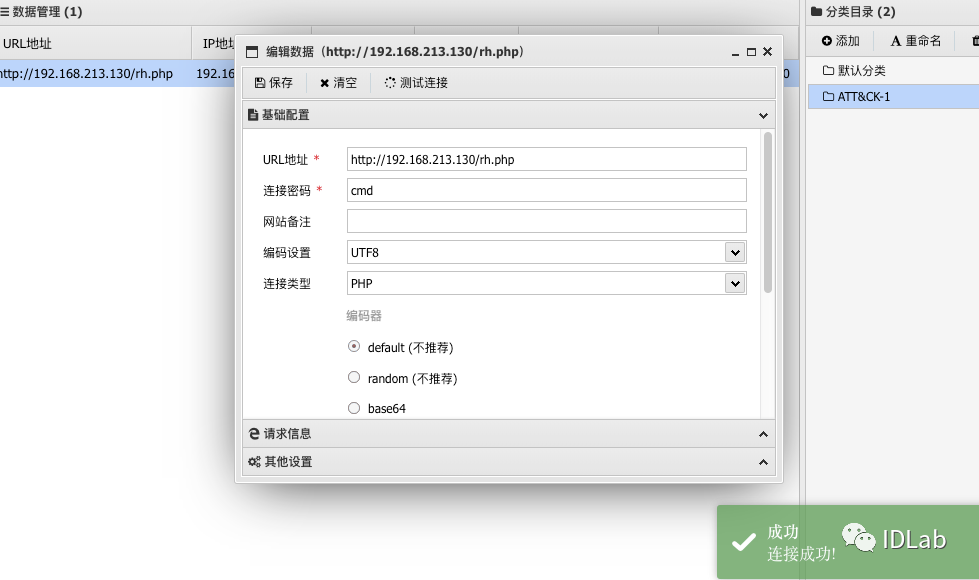 数据管理 (1)
URL地址
IP地
http://192.168.213.130/rh.php
192.16
0
编辑数据（http://192.168.213.130/rh.php）
保存
清空
测试连接
基础配置
URL地址 *
http://192.168.213.130/rh.php
连接密码 *
cmd
网站备注
编码设置
UTF8
连接类型
PHP
编码器
default (不推荐)
random (不推荐)
base64
请求信息
其他设置
分类目录 (2)
添加
重命名
默认分类
ATT&CK-1
成功
连接成功!
IDLab